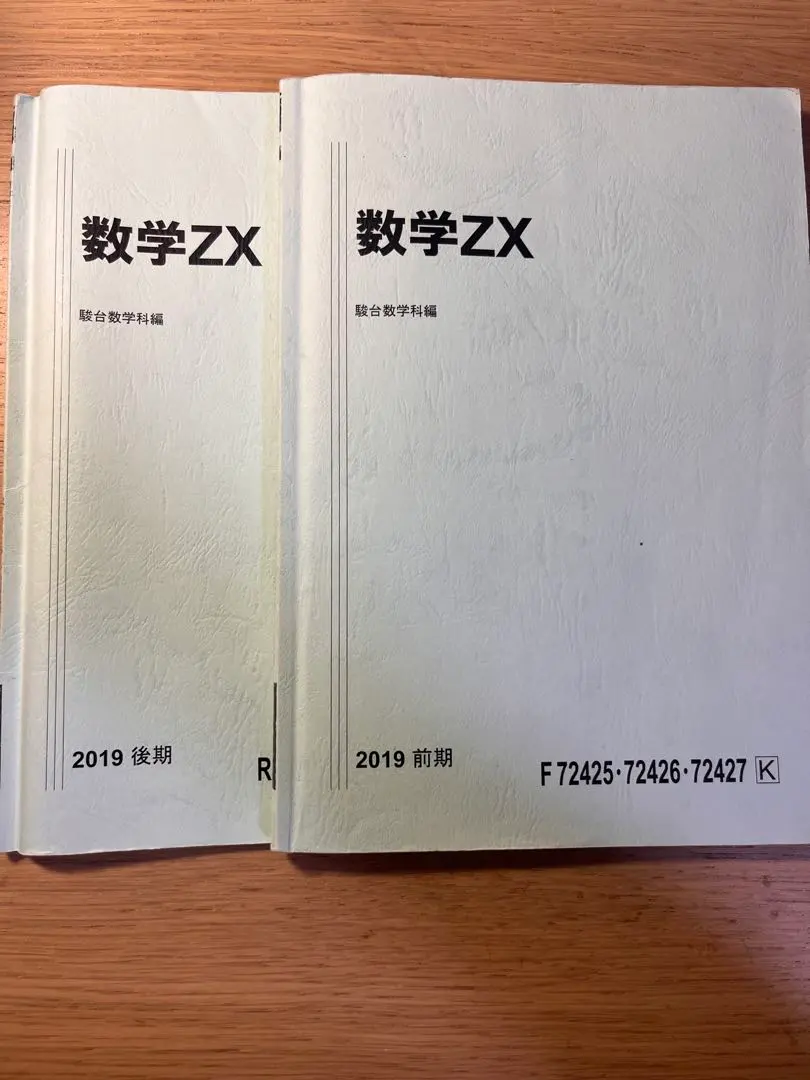 数学ZX
駿台数学科編
2019 後期
R
数学ZX
駿台数学科編
2019 前期
F 72425・72426・72427 K